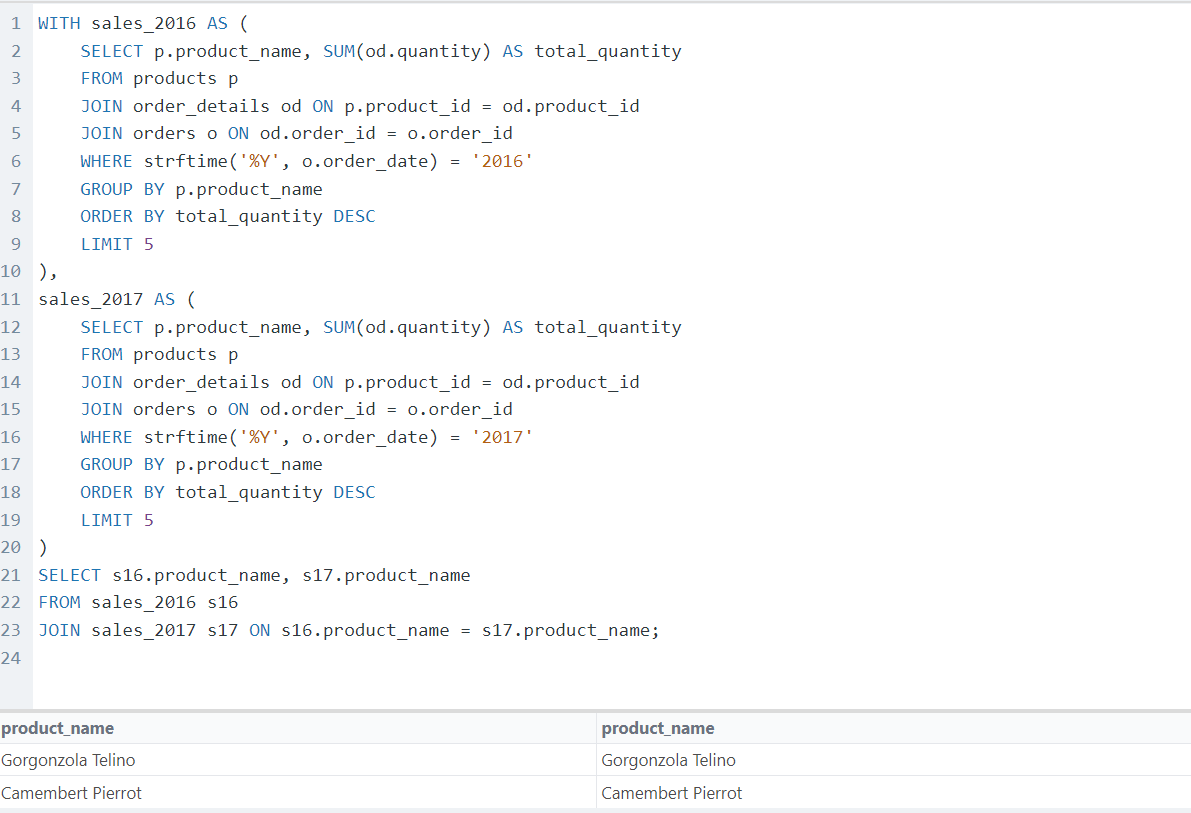 1 WITH sales_2016 AS (
2 SELECT p.product_name, SUM(od.quantity) AS total_quantity
3 FROM products p
4 JOIN order_details od ON p.product_id = od.product_id
5 JOIN orders o ON od.order_id = o.order_id
6 WHERE strftime('%Y', o.order_date) = '2016'
7 GROUP BY p.product_name
8 ORDER BY total_quantity DESC
9 LIMIT 5
10 ),
11 sales_2017 AS (
12 SELECT p.product_name, SUM(od.quantity) AS total_quantity
13 FROM products p
14 JOIN order_details od ON p.product_id = od.product_id
15 JOIN orders o ON od.order_id = o.order_id
16 WHERE strftime('%Y', o.order_date) = '2017'
17 GROUP BY p.product_name
18 ORDER BY total_quantity DESC
19 LIMIT 5
20 )
21 SELECT s16.product_name, s17.product_name
22 FROM sales_2016 s16
23 JOIN sales_2017 s17 ON s16.product_name = s17.product_name;
24
product_name product_name
Gorgonzola Telino Gorgonzola Telino
Camembert Pierrot Camembert Pierrot